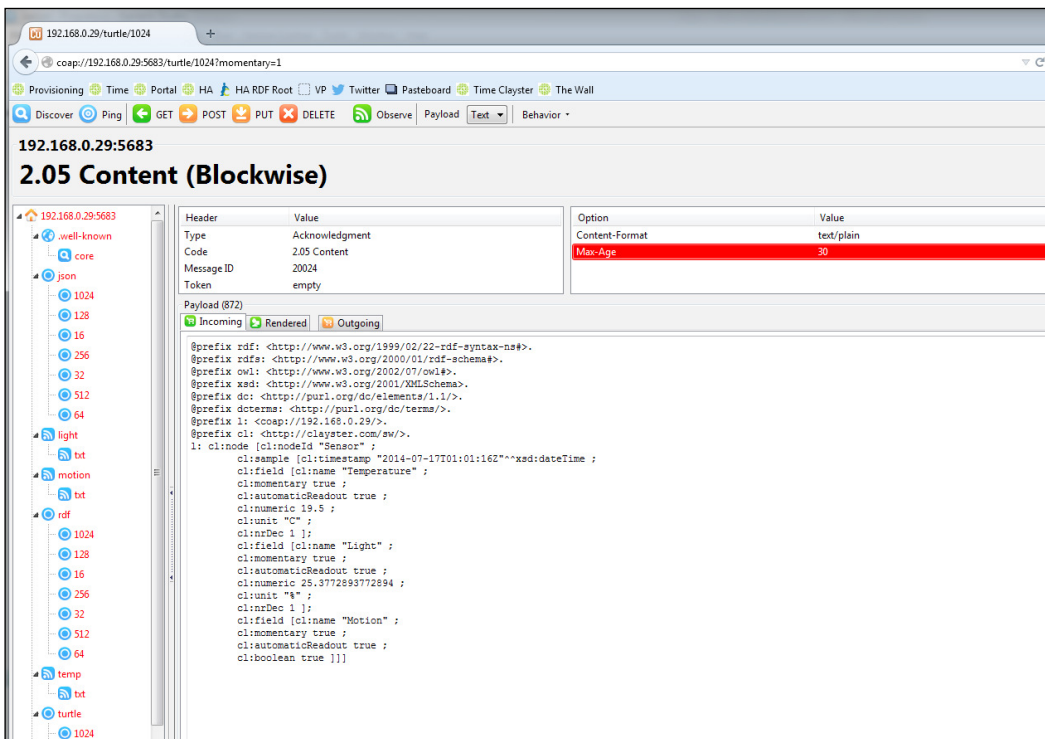 192.168.0.29/turtle/1024
+
coap://192.168.0.29:5683/turtle/1024?momentary=1
Provisioning Time Portal HA HA RDF Root VP Twitter Pasteboard Time Clayster The Wall
Discover Ping GET POST PUT DELETE Observe Payload Text Behavior
192.168.0.29:5683
2.05 Content (Blockwise)
192.168.0.29:5683
.well-known
core
json
1024
128
16
256
32
512
64
light
txt
motion
txt
rdf
1024
128
16
256
32
512
64
temp
txt
turtle
1024
Header Value
Type Acknowledgment
Code 2.05 Content
Message ID 20024
Token empty
Option Value
Content-Format text/plain
Max-Age 30
Payload (872)
Incoming Rendered Outgoing
@prefix rdf: <http://www.w3.org/1999/02/22-rdf-syntax-ns#>.
@prefix rdfs: <http://www.w3.org/2000/01/rdf-schema#>.
@prefix owl: <http://www.w3.org/2002/07/owl#>.
@prefix xsd: <http://www.w3.org/2001/XMLSchema>.
@prefix dc: <http://purl.org/dc/elements/1.1/>.
@prefix dcterms: <http://purl.org/dc/terms/>.
@prefix l: <coap://192.168.0.29/>.
@prefix cl: <http://clayster.com/sw/>.
l: cl:node [cl:nodeId "Sensor" ;
cl:sample [cl:timestamp "2014-07-17T01:01:16Z"^^xsd:dateTime ;
cl:field [cl:name "Temperature" ;
cl:momentary true ;
cl:automaticReadout true ;
cl:numeric 19.5 ;
cl:unit "C" ;
cl:nrDec 1 ];
cl:field [cl:name "Light" ;
cl:momentary true ;
cl:automaticReadout true ;
cl:numeric 25.3772893772894 ;
cl:unit "%" ;
cl:nrDec 1 ];
cl:field [cl:name "Motion" ;
cl:momentary true ;
cl:automaticReadout true ;
cl:boolean true ]]]